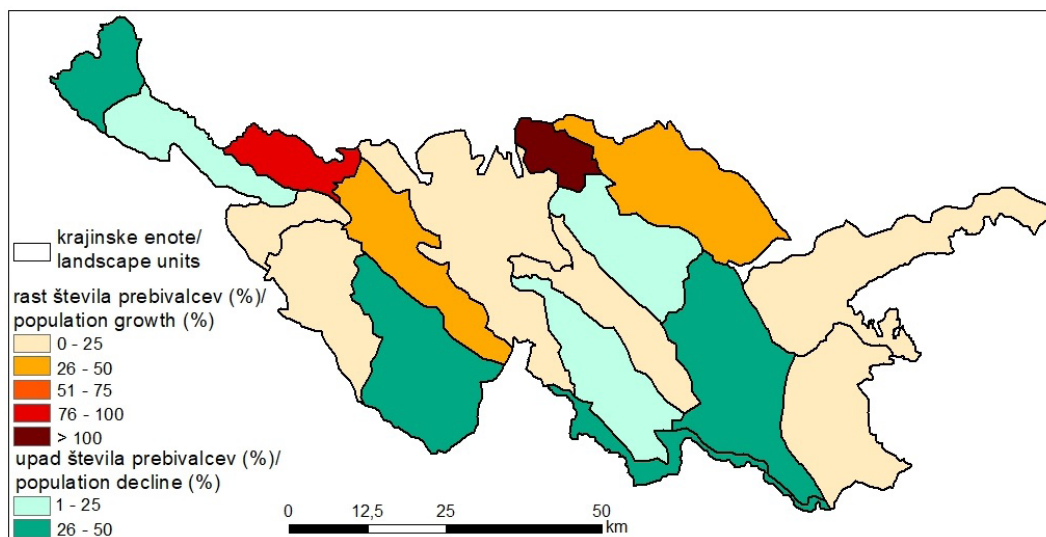 krajinske enote/
landscape units
rast števila prebivalcev (%)/
population growth (%)
0 - 25
26 - 50
51 - 75
76 - 100
> 100
upad števila prebivalcev (%)/
population decline (%)
1 - 25
26 - 50
0 12,5 25 50
km